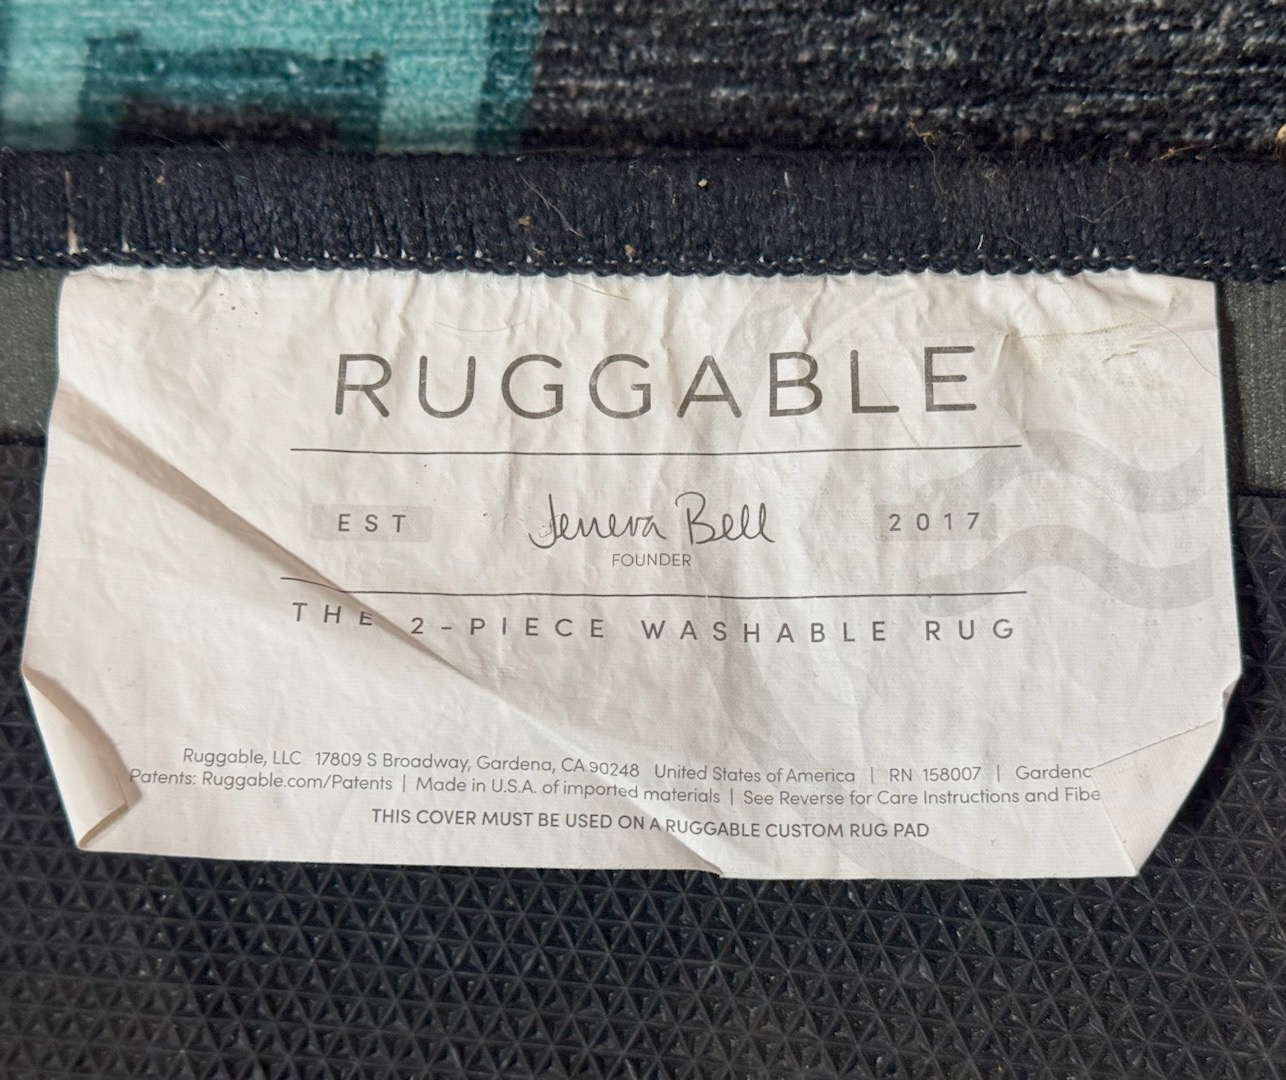 RUGGABLE
EST Jeneva Bell 2017
FOUNDER
THE 2-PIECE WASHABLE RUG
Ruggable, LLC 17809 S Broadway, Gardena, CA 90248 United States of America | RN 158007 |
Patents: Ruggable.com/Patents | Made in U.S.A. of imported materials | See Reverse for Care Instructions and
THIS COVER MUST BE USED ON A RUGGABLE CUSTOM RUG PAD